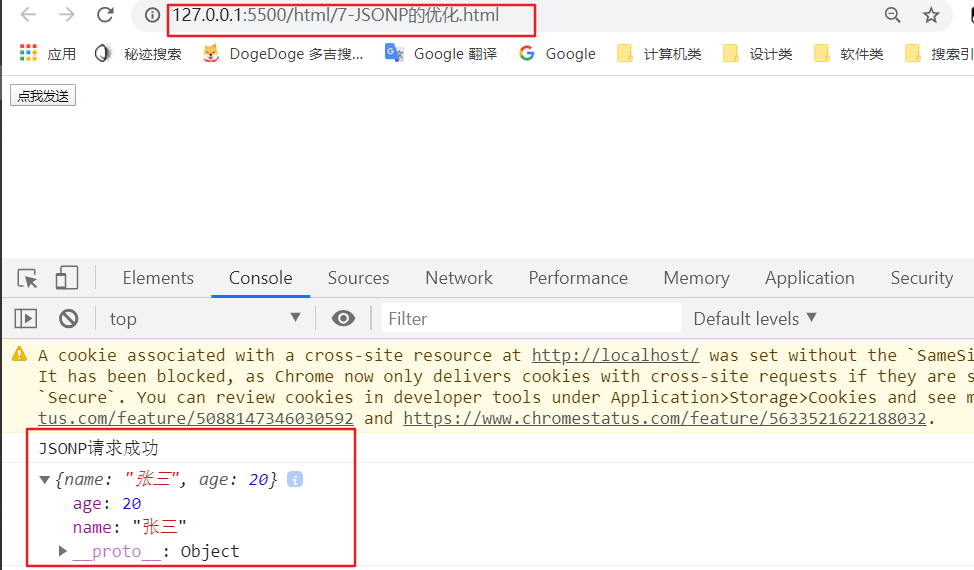 127.0.0.1:5500/html/7-JSONP的优化.html
应用 秘迹搜索 DogeDoge 多吉搜... Google 翻译 Google 计算机类 设计类 软件类 搜索引
点我发送
Elements Console Sources Network Performance Memory Application Security
top Filter Default levels
A cookie associated with a cross-site resource at http://localhost/ was set without the `SameSi
It has been blocked, as Chrome now only delivers cookies with cross-site requests if they are s
`Secure`. You can review cookies in developer tools under Application>Storage>Cookies and see m
tus.com/feature/5088147346030592 and https://www.chromestatus.com/feature/5633521622188032.
JSONP请求成功
{name: "张三", age: 20}
age: 20
name: "张三"
__proto__: Object